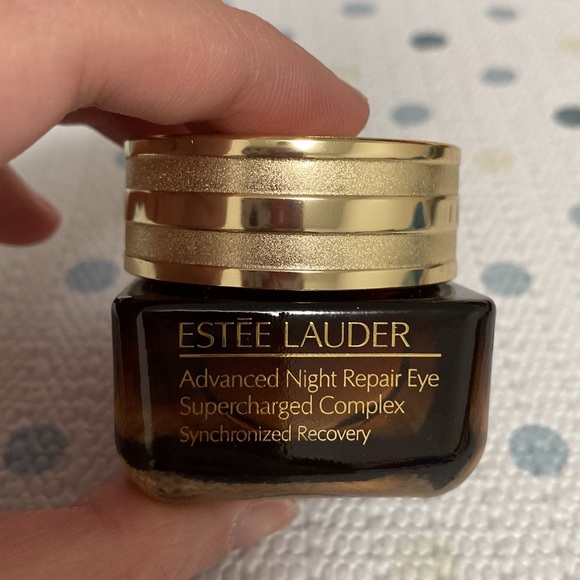 ESTĒE LAUDER
Advanced Night Repair Eye
Supercharged Complex
Synchronized Recovery